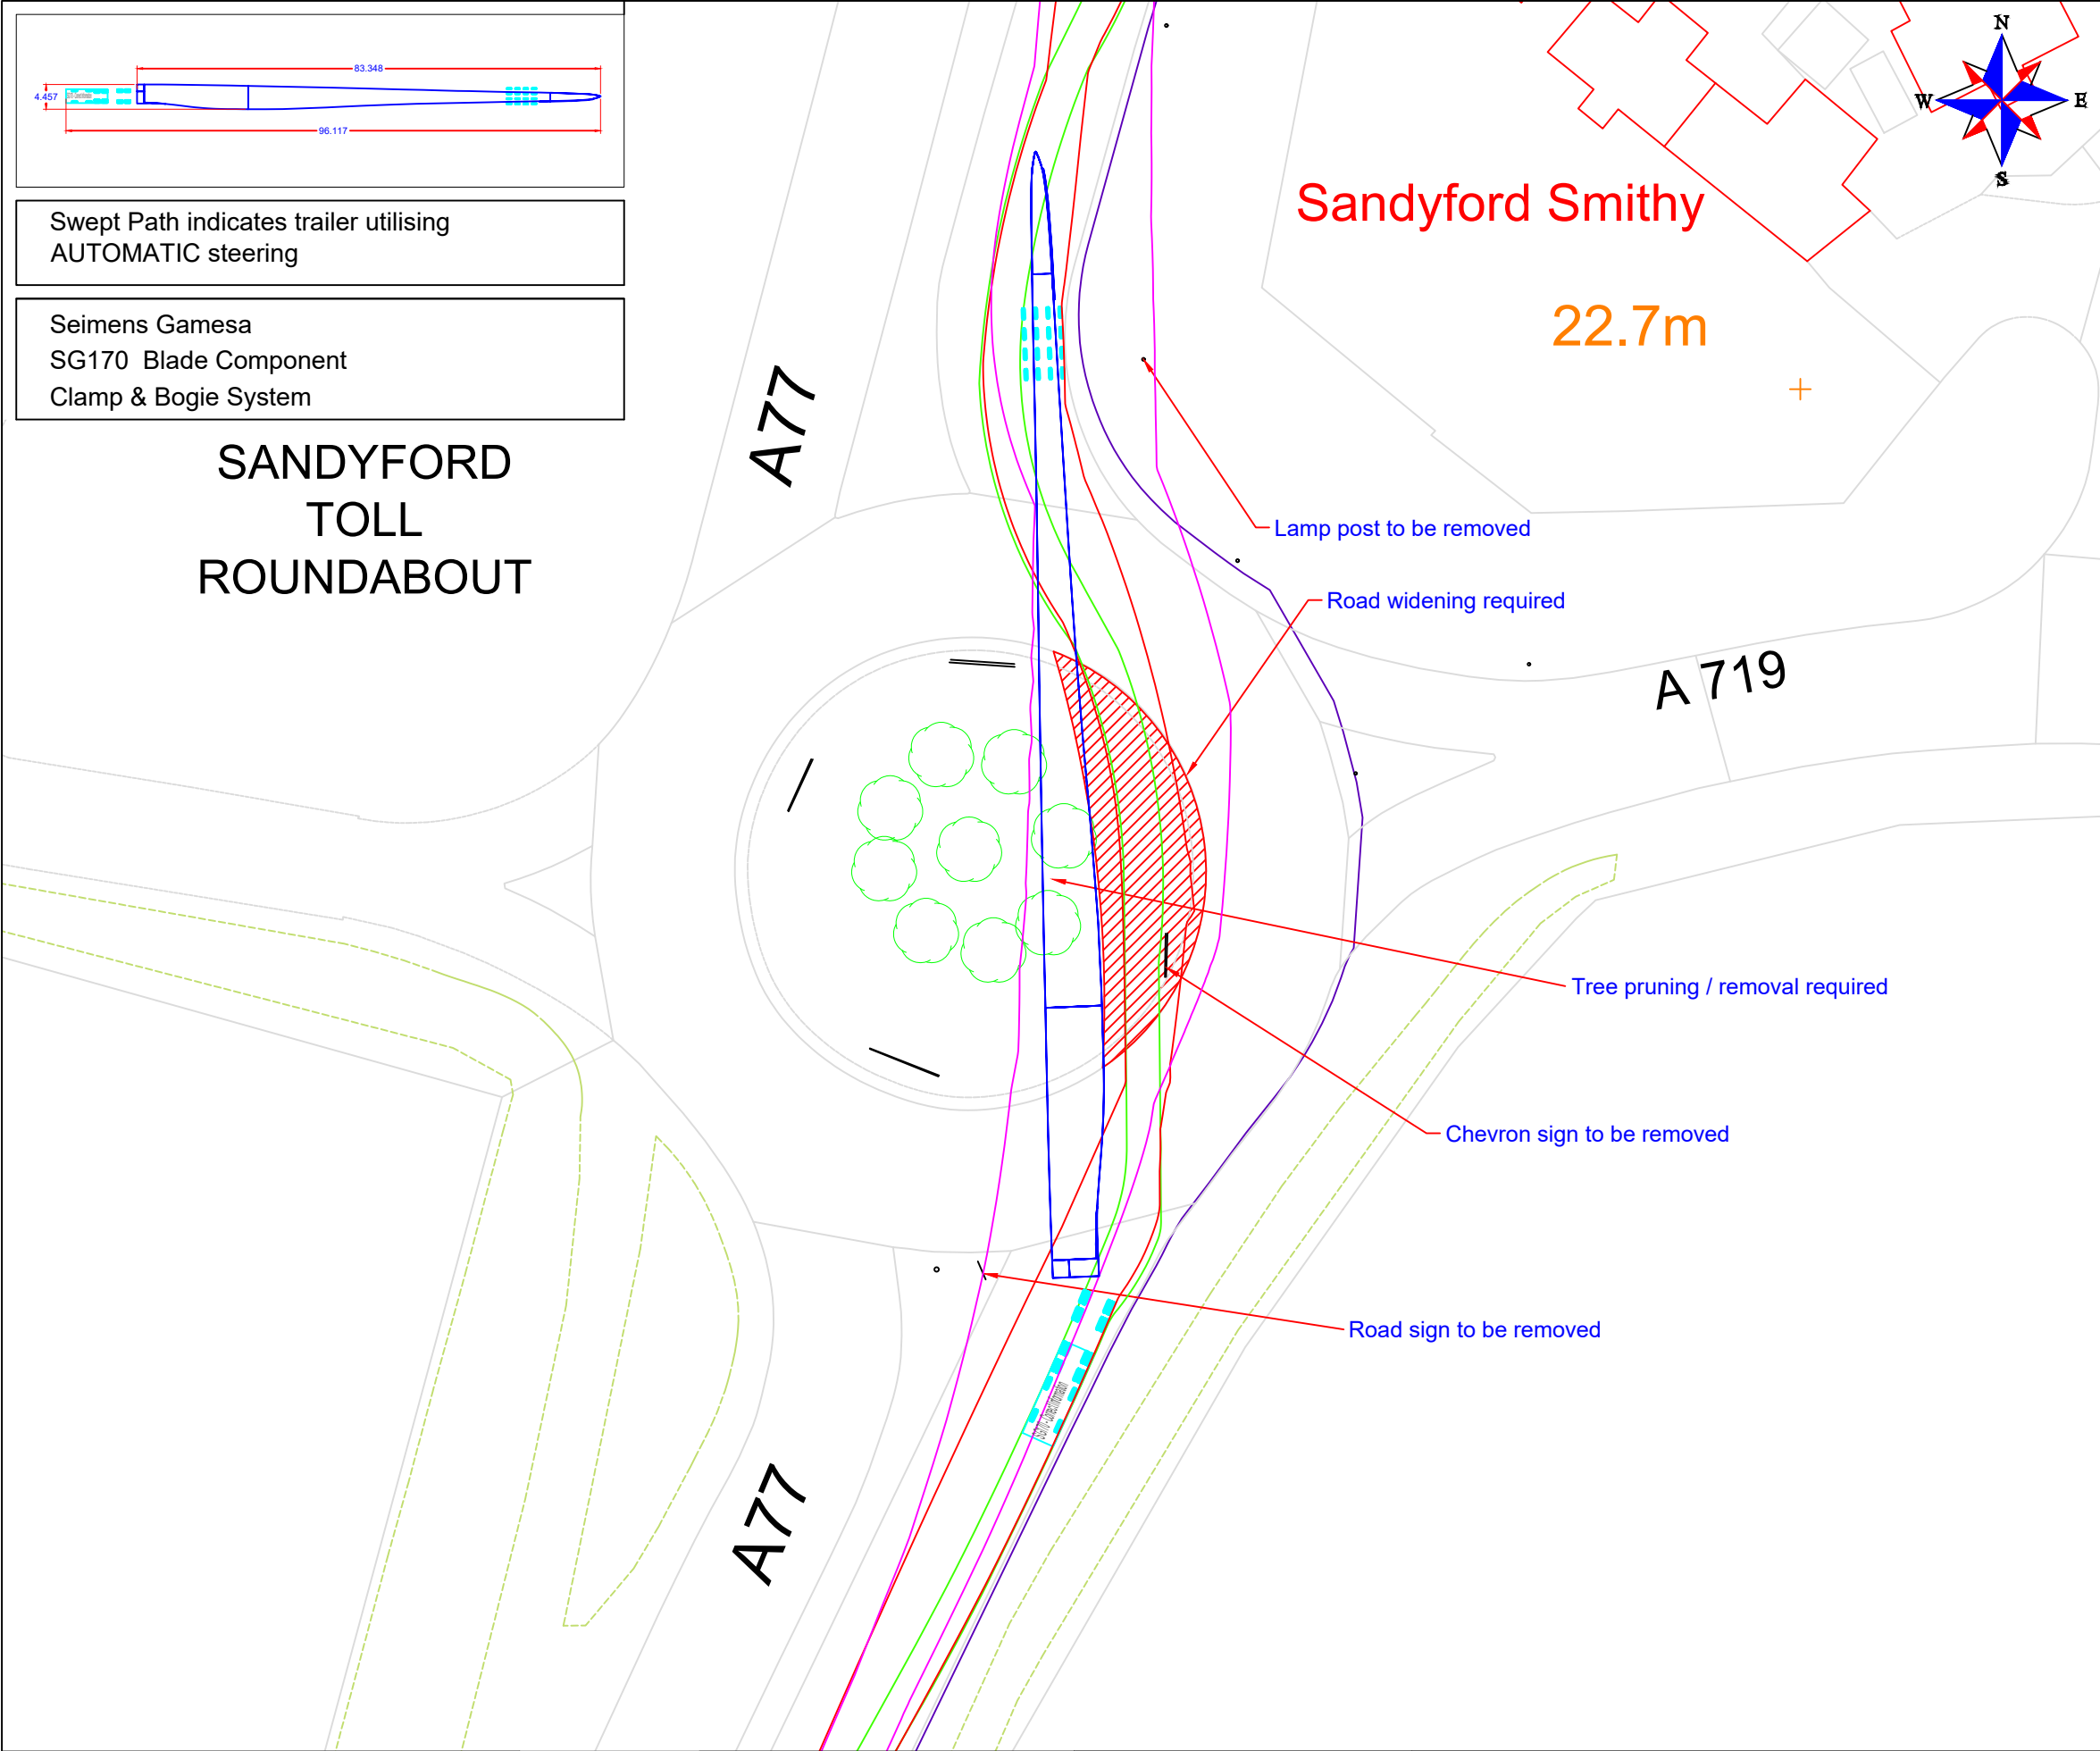 83.348
4.457
96.117
Swept Path indicates trailer utilising
AUTOMATIC steering
Seimens Gamesa
SG170 Blade Component
Clamp & Bogie System
SANDYFORD
TOLL
ROUNDABOUT
N
W
E
S
Sandyford Smithy
22.7m
A77
Lamp post to be removed
Road widening required
A 719
Tree pruning / removal required
Chevron sign to be removed
Road sign to be removed
A77